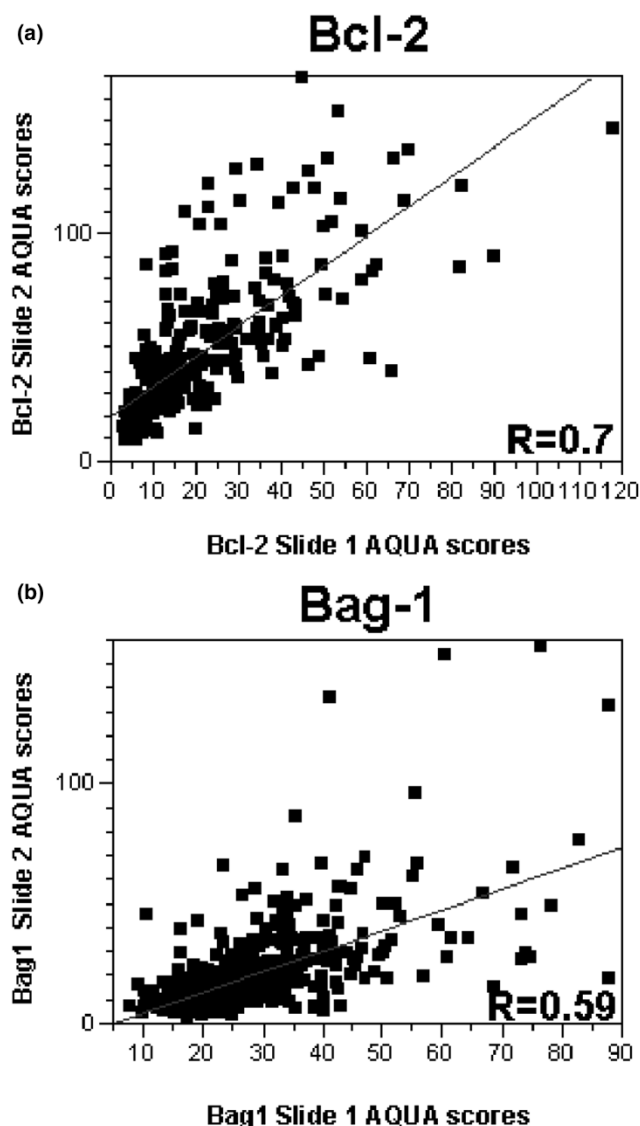 (a)
Bcl-2
Bcl-2 Slide 2 AQUA scores
100
0
R=0.7
0 10 20 30 40 50 60 70 80 90 100 110 120
Bcl-2 Slide 1 AQUA scores
(b)
Bag-1
Bag1 Slide 2 AQUA scores
100
0
R=0.59
10 20 30 40 50 60 70 80 90
Bag1 Slide 1 AQUA scores